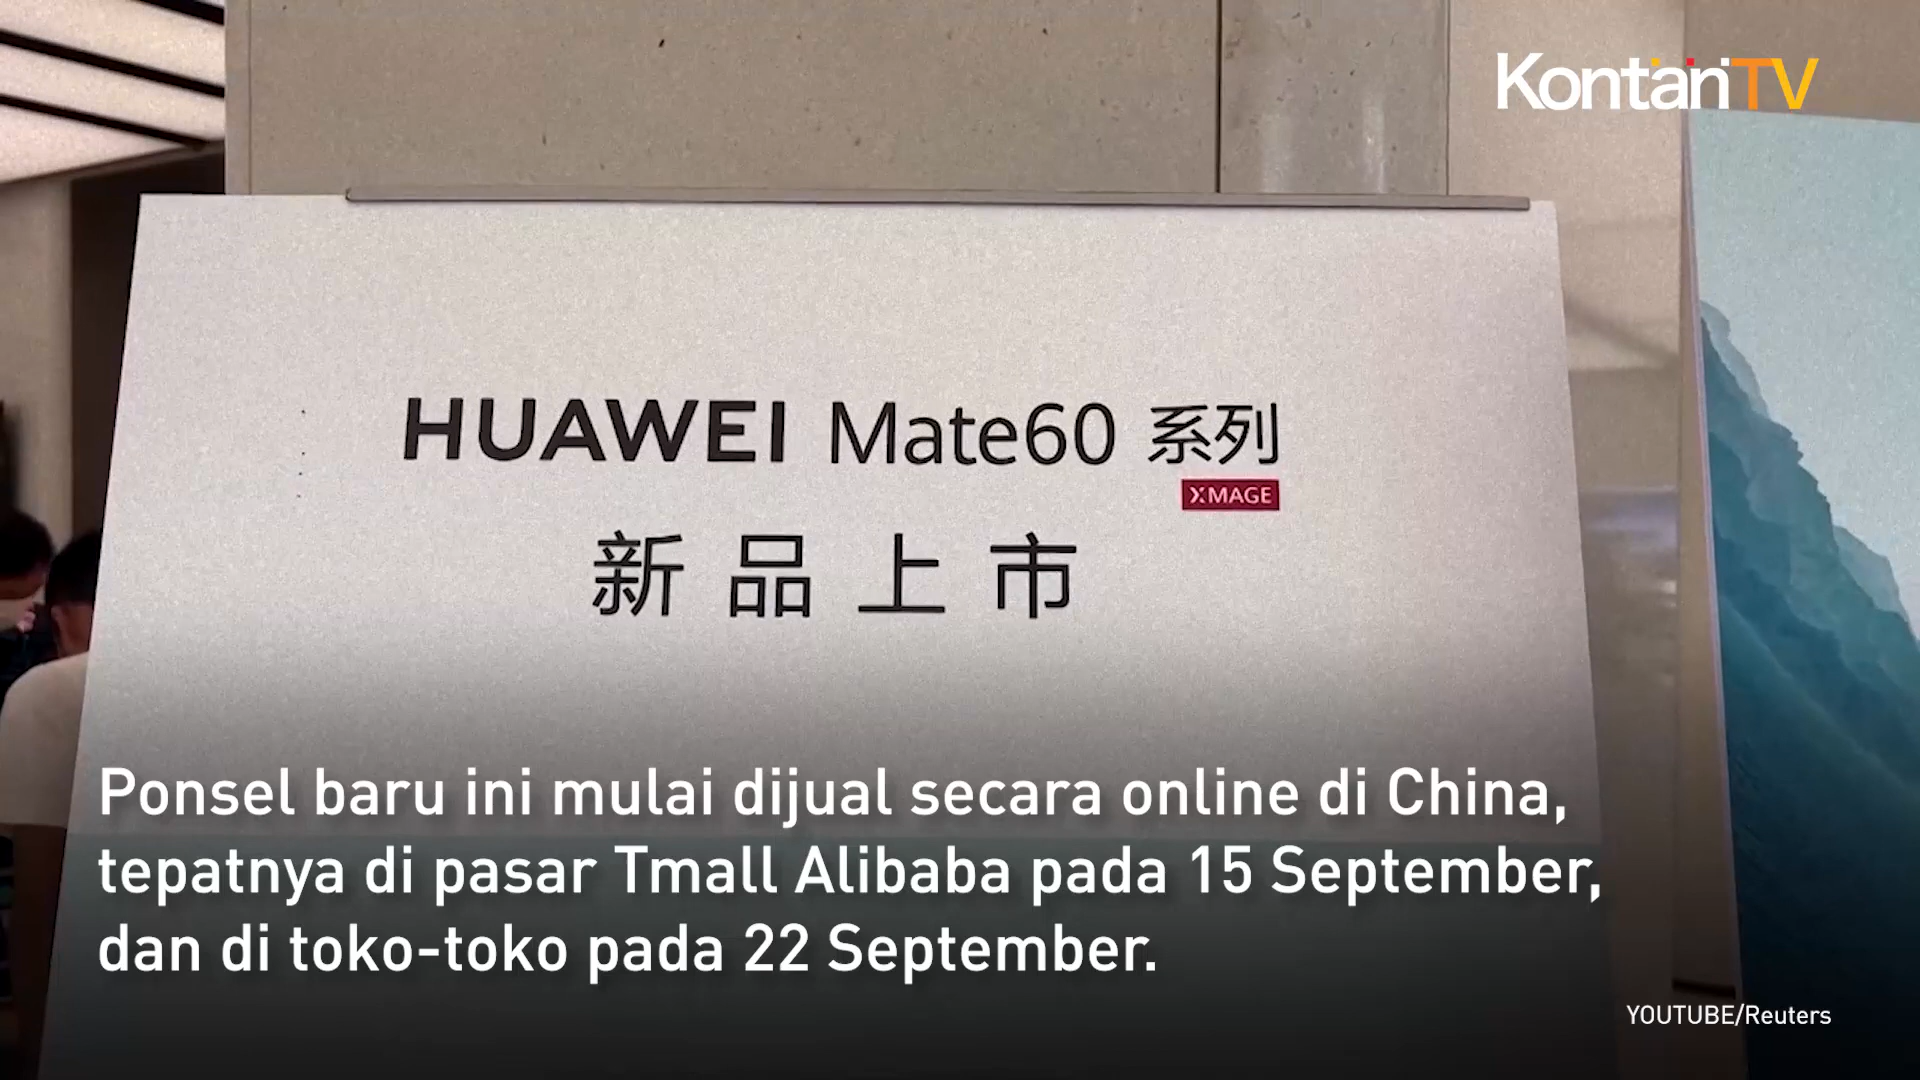 KontanTV
HUAWEI Mate60 系列
XMAGE
新品上市
Ponsel baru ini mulai dijual secara online di China,
tepatnya di pasar Tmall Alibaba pada 15 September,
dan di toko-toko pada 22 September.
YOUTUBE/Reuters